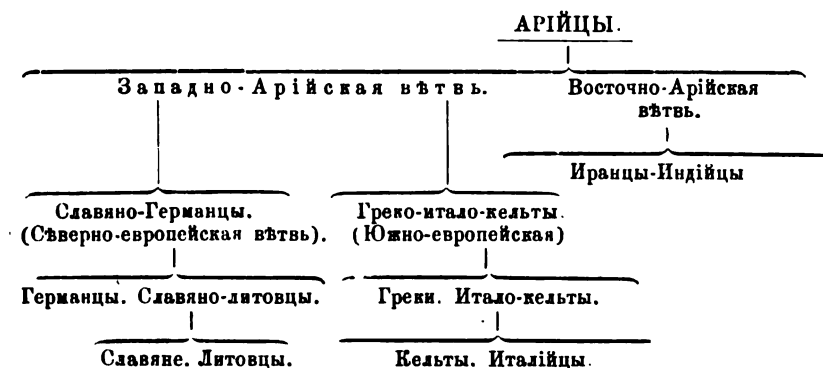 АРІЙЦЫ.
Западно-Арійская вѣтвь.
Восточно-Арійская
вѣтвь.
Иранцы-Индійцы
Славяно-Германцы.
(Сѣверно-европейская вѣтвь).
Греко-итало-кельты.
(Южно-европейская)
Германцы. Славяно-литовцы.
Греки. Итало-кельты.
Славяне. Литовцы.
Кельты. Италійцы.